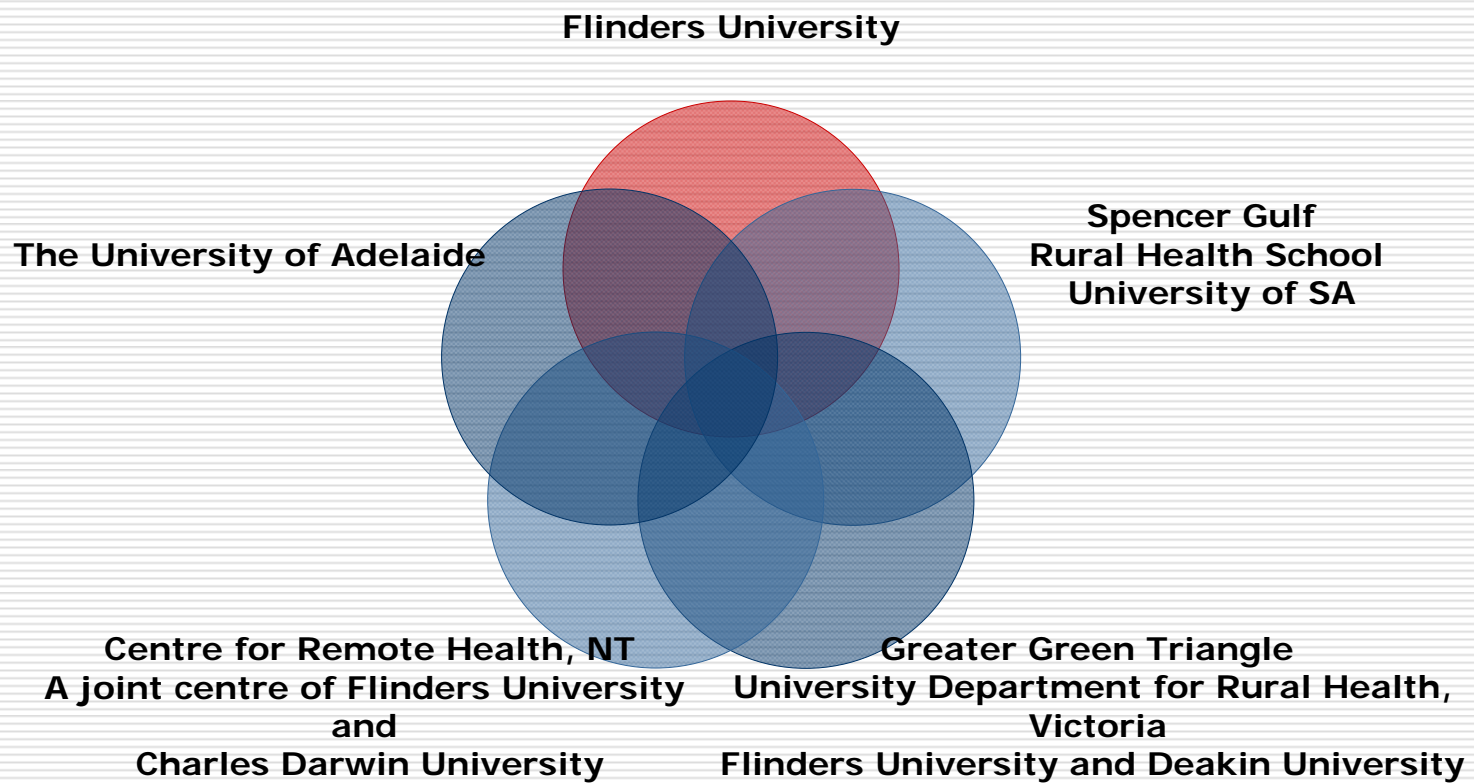 Flinders University
The University of Adelaide
Spencer Gulf
Rural Health School
University of SA
Centre for Remote Health, NT
A joint centre of Flinders University
and
Charles Darwin University
Greater Green Triangle
University Department for Rural Health,
Victoria
Flinders University and Deakin University